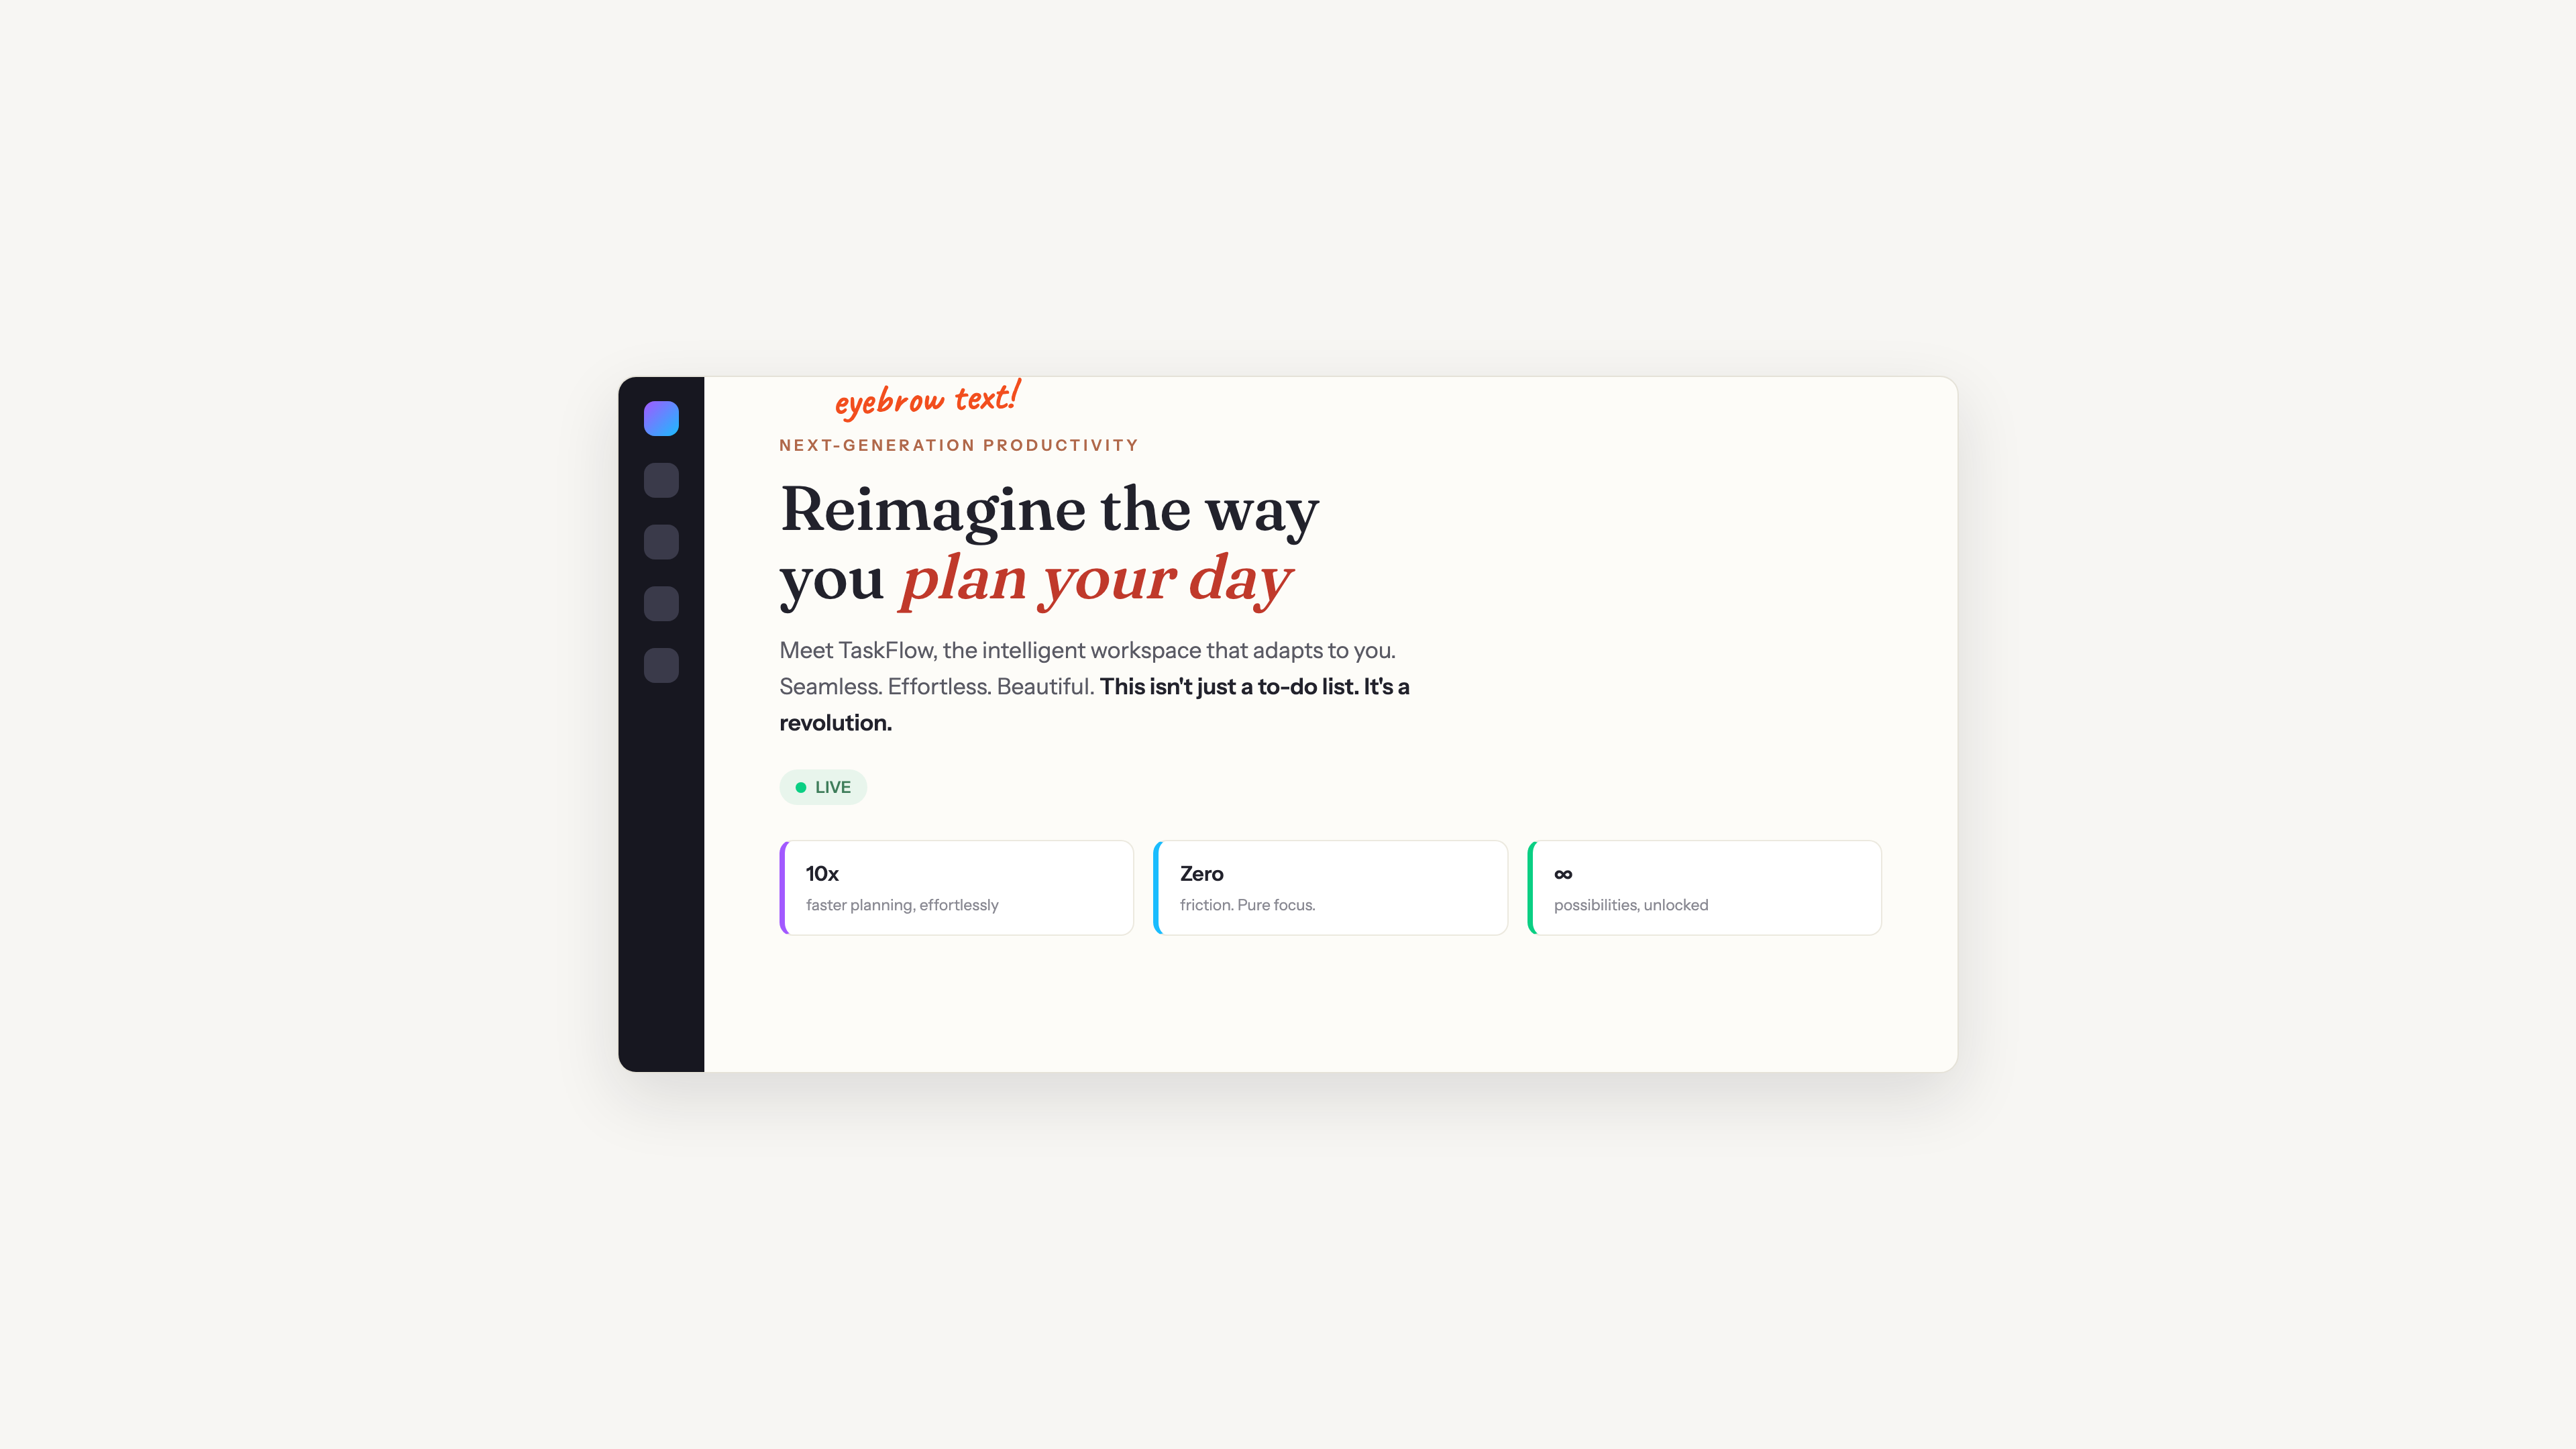 eyebrow text!
NEXT-GENERATION PRODUCTIVITY
Reimagine the way
you plan your day
Meet TaskFlow, the intelligent workspace that adapts to you.
Seamless. Effortless. Beautiful. This isn't just a to-do list. It's a
revolution.
LIVE
10x
faster planning, effortlessly
Zero
friction. Pure focus.
∞
possibilities, unlocked